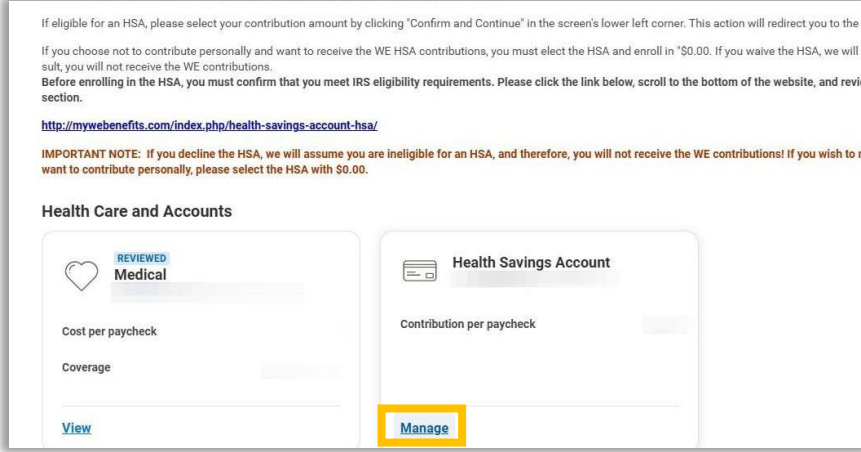 If eligible for an HSA, please select your contribution amount by clicking "Confirm and Continue" in the screen's lower left corner. This action will redirect you to the
If you choose not to contribute personally and want to receive the WE HSA contributions, you must elect the HSA and enroll in "$0.00. If you waive the HSA, we will
sult, you will not receive the WE contributions.
Before enrolling in the HSA, you must confirm that you meet IRS eligibility requirements. Please click the link below, scroll to the bottom of the website, and
section.
http://mywebenefits.com/index.php/health-savings-account-hsa/
IMPORTANT NOTE: If you decline the HSA, we will assume you are ineligible for an HSA, and therefore, you will not receive the WE contributions! If you wish to
want to contribute personally, please select the HSA with $0.00.
Health Care and Accounts
REVIEWED
Medical
Cost per paycheck
Coverage
View
Health Savings Account
Contribution per paycheck
Manage